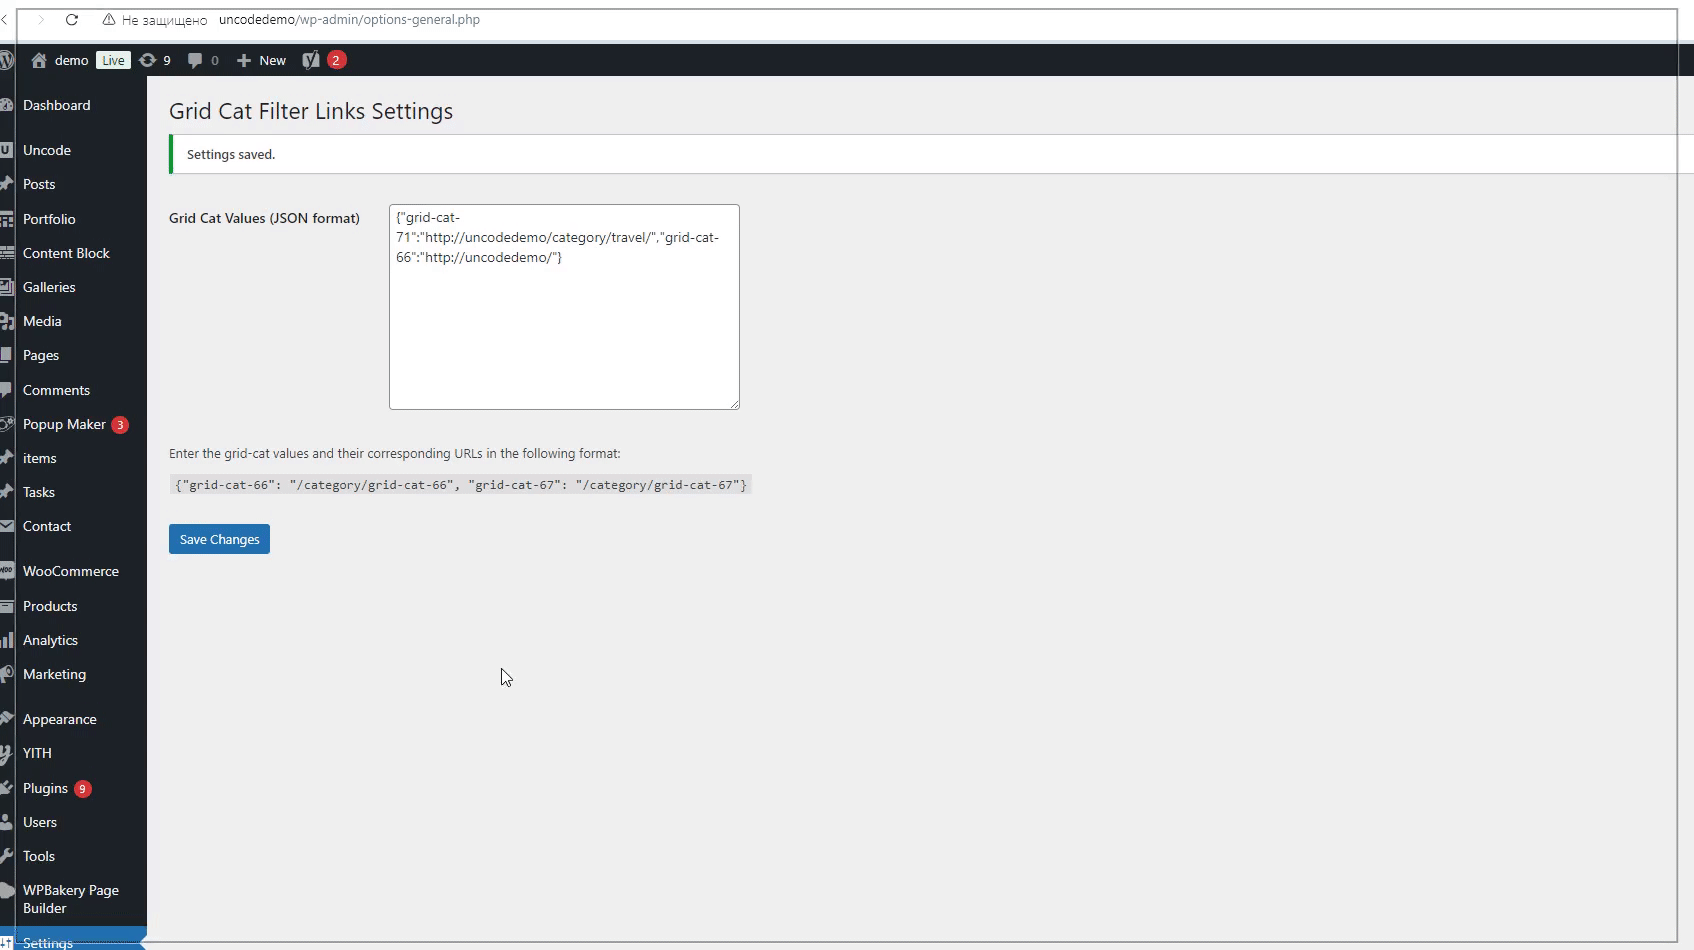 Не защищено uncodedemo/wp-admin/options-general.php
demo Live 9 0 New 2
Dashboard
Uncode
Posts
Portfolio
Content Block
Galleries
Media
Pages
Comments
Popup Maker 3
items
Tasks
Contact
WooCommerce
Products
Analytics
Marketing
Appearance
YITH
Plugins 9
Users
Tools
WPBakery Page
Builder
Settings
Grid Cat Filter Links Settings
Settings saved.
Grid Cat Values (JSON format)
{"grid-cat-
71":"http://uncodedemo/category/travel/","grid-cat-
66":"http://uncodedemo/"}
Enter the grid-cat values and their corresponding URLs in the following format:
{"grid-cat-66": "/category/grid-cat-66", "grid-cat-67": "/category/grid-cat-67"}
Save Changes